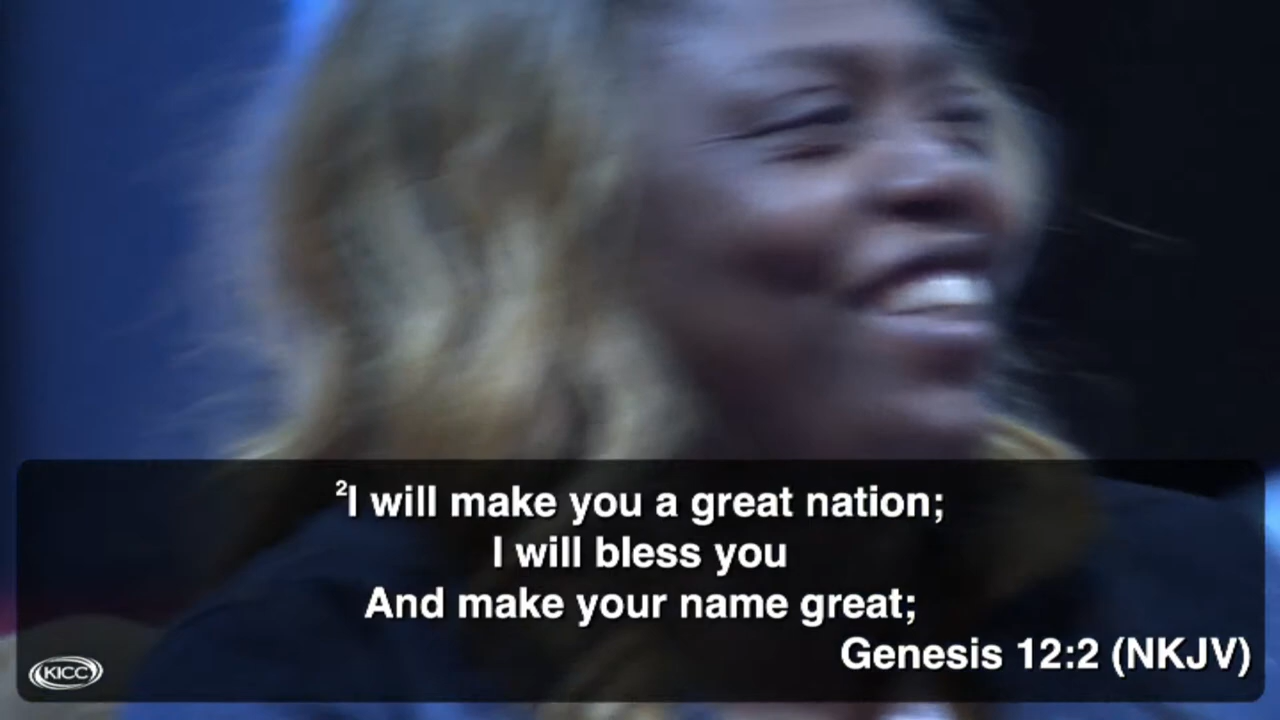 ²I will make you a great nation;
I will bless you
And make your name great;
Genesis 12:2 (NKJV)
KICC